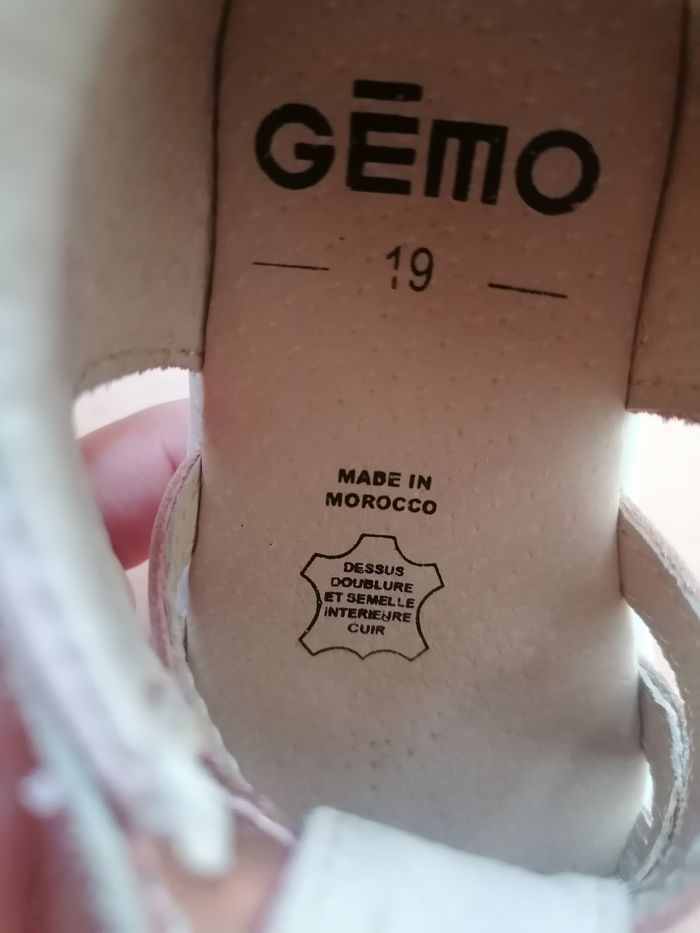 GĒMO
19
MADE IN
MOROCCO
DESSUS
DOUBLURE
ET SEMELLE
INTERIEURE
CUIR